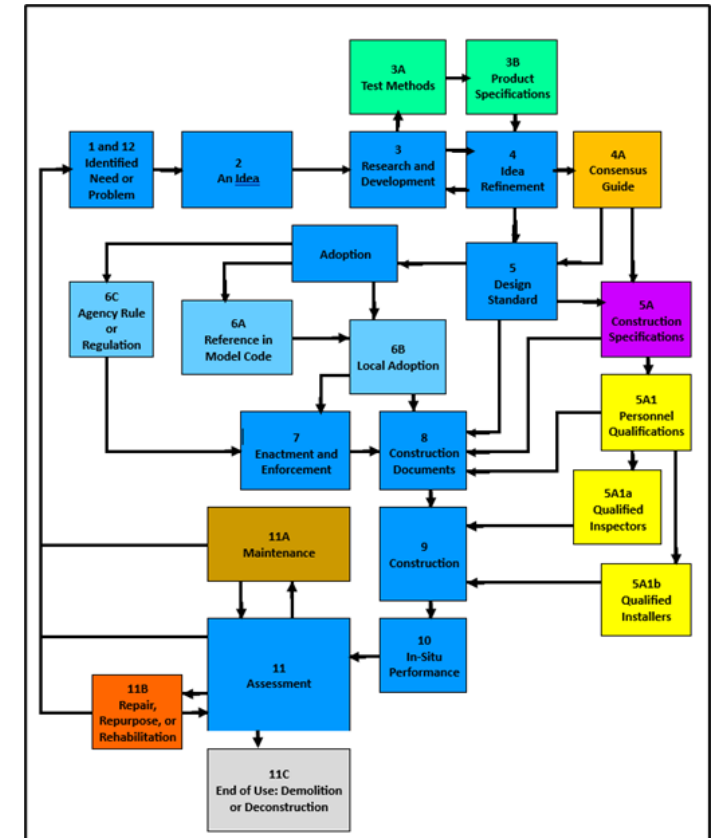 3A
Test Methods
3B
Product
Specifications
1 and 12
Identified
Need or
Problem
2
An Idea
3
Research and
Development
4
Idea
Refinement
4A
Consensus
Guide
Adoption
5
Design
Standard
6C
Agency Rule
or
Regulation
6A
Reference in
Model Code
6B
Local Adoption
5A
Construction
Specifications
5A1
Personnel
Qualifications
7
Enactment and
Enforcement
8
Construction
Documents
5A1a
Qualified
Inspectors
11A
Maintenance
9
Construction
5A1b
Qualified
Installers
10
In-Situ
Performance
11
Assessment
11B
Repair,
Repurpose, or
Rehabilitation
11C
End of Use: Demolition
or Deconstruction